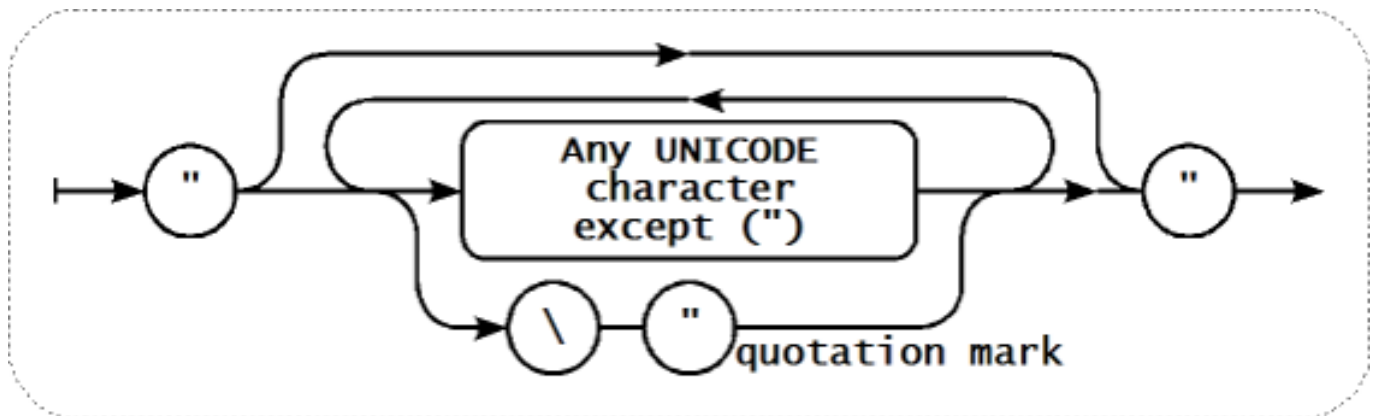 "
Any UNICODE
character
except (")
"
\
"
quotation mark